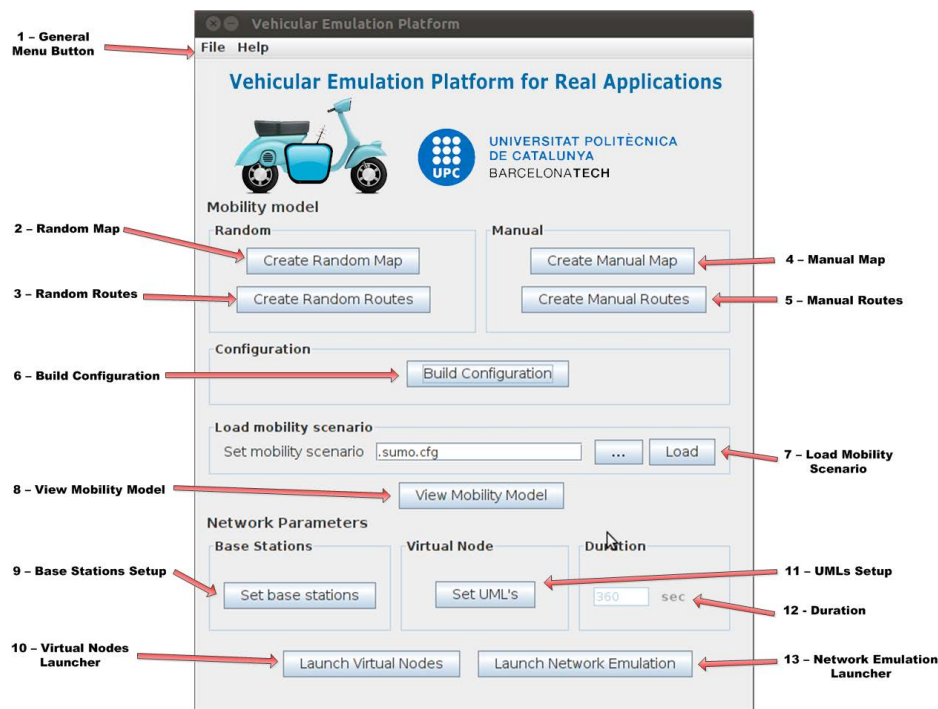 Vehicular Emulation Platform
1 – General
Menu Button
File Help
Vehicular Emulation Platform for Real Applications
UPC
UNIVERSITAT POLITÈCNICA
DE CATALUNYA
BARCELONATECH
Mobility model
2 – Random Map
Random
Manual
Create Random Map
Create Manual Map
4 – Manual Map
3 – Random Routes
Create Random Routes
Create Manual Routes
5 – Manual Routes
Configuration
6 – Build Configuration
Build Configuration
Load mobility scenario
Set mobility scenario .sumo.cfg ... Load
7 – Load Mobility
Scenario
8 – View Mobility Model
View Mobility Model
Network Parameters
Base Stations
Virtual Node
Duration
9 – Base Stations Setup
Set base stations
Set UML's
360 sec
11 – UMLs Setup
12 - Duration
10 – Virtual Nodes
Launcher
Launch Virtual Nodes
Launch Network Emulation
13 – Network Emulation
Launcher